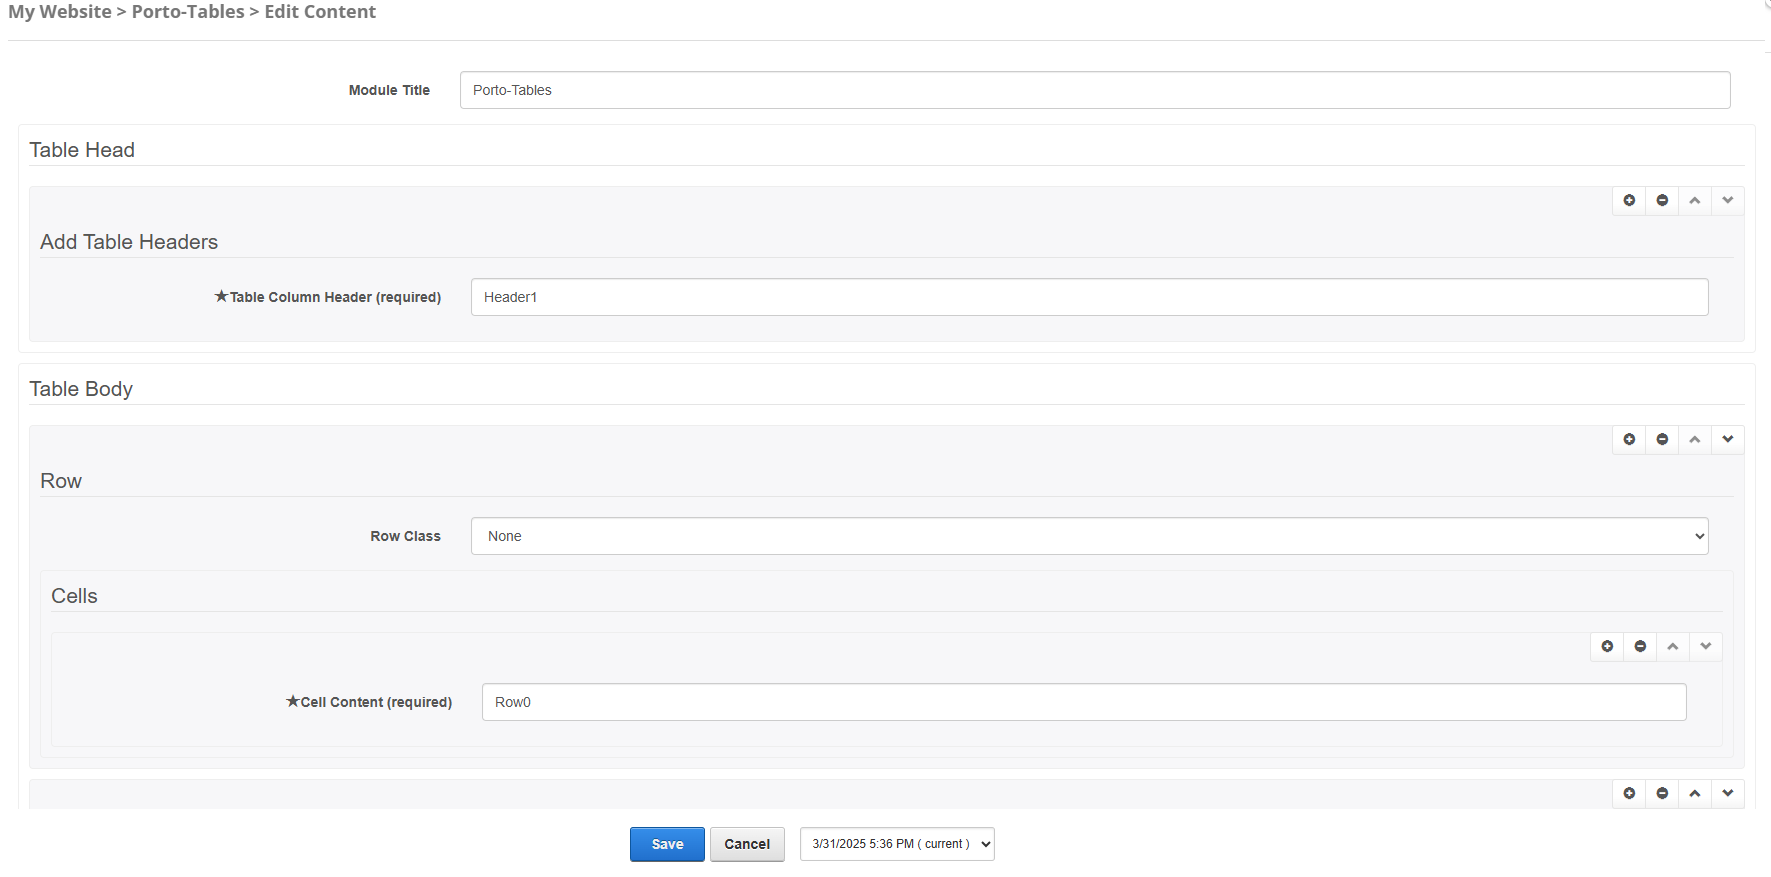 My Website > Porto-Tables > Edit Content
Module Title
Porto-Tables
Table Head
Add Table Headers
★Table Column Header (required)
Header1
Table Body
Row
Row Class
None
Cells
★Cell Content (required)
Row0
Save
Cancel
3/31/2025 5:36 PM ( current )